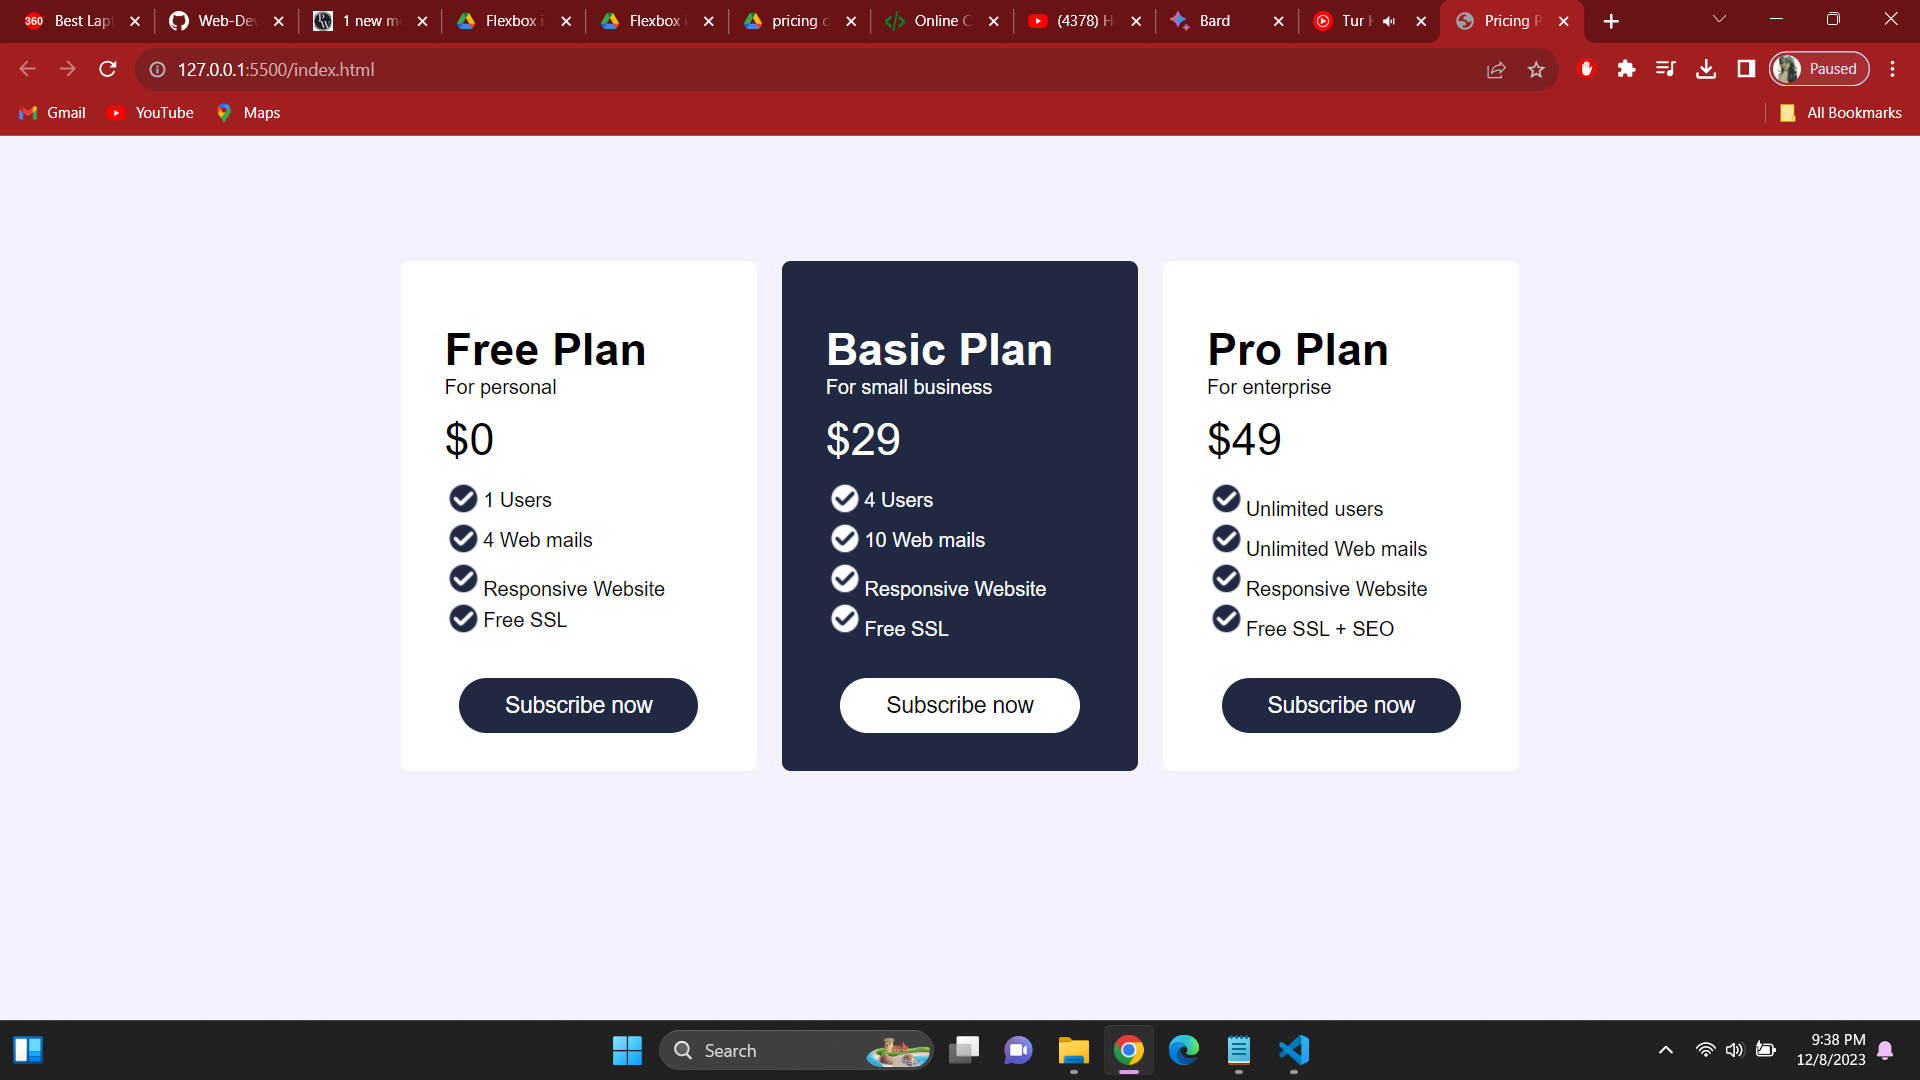 360 Best Lapt
Web-Dev
1 new me
Flexbox i
Flexbox i
pricing c
Online C
(4378) H
Bard
Tur
Pricing P
127.0.0.1:5500/index.html
Paused
Gmail
YouTube
Maps
All Bookmarks
Free Plan
For personal
$0
1 Users
4 Web mails
Responsive Website
Free SSL
Subscribe now
Basic Plan
For small business
$29
4 Users
10 Web mails
Responsive Website
Free SSL
Subscribe now
Pro Plan
For enterprise
$49
Unlimited users
Unlimited Web mails
Responsive Website
Free SSL + SEO
Subscribe now
Search
9:38 PM
12/8/2023